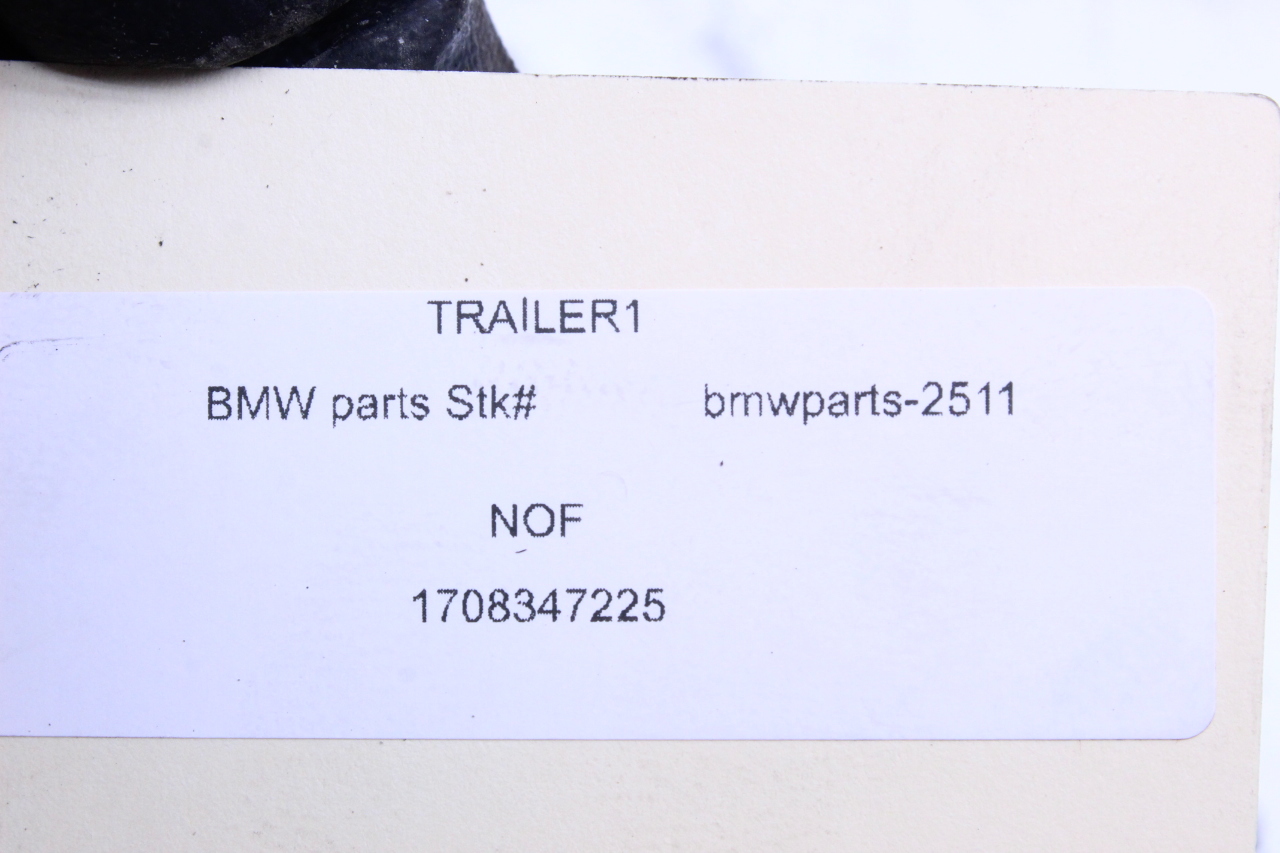 TRAILER1
BMW parts Stk# bmwparts-2511
NOF
1708347225